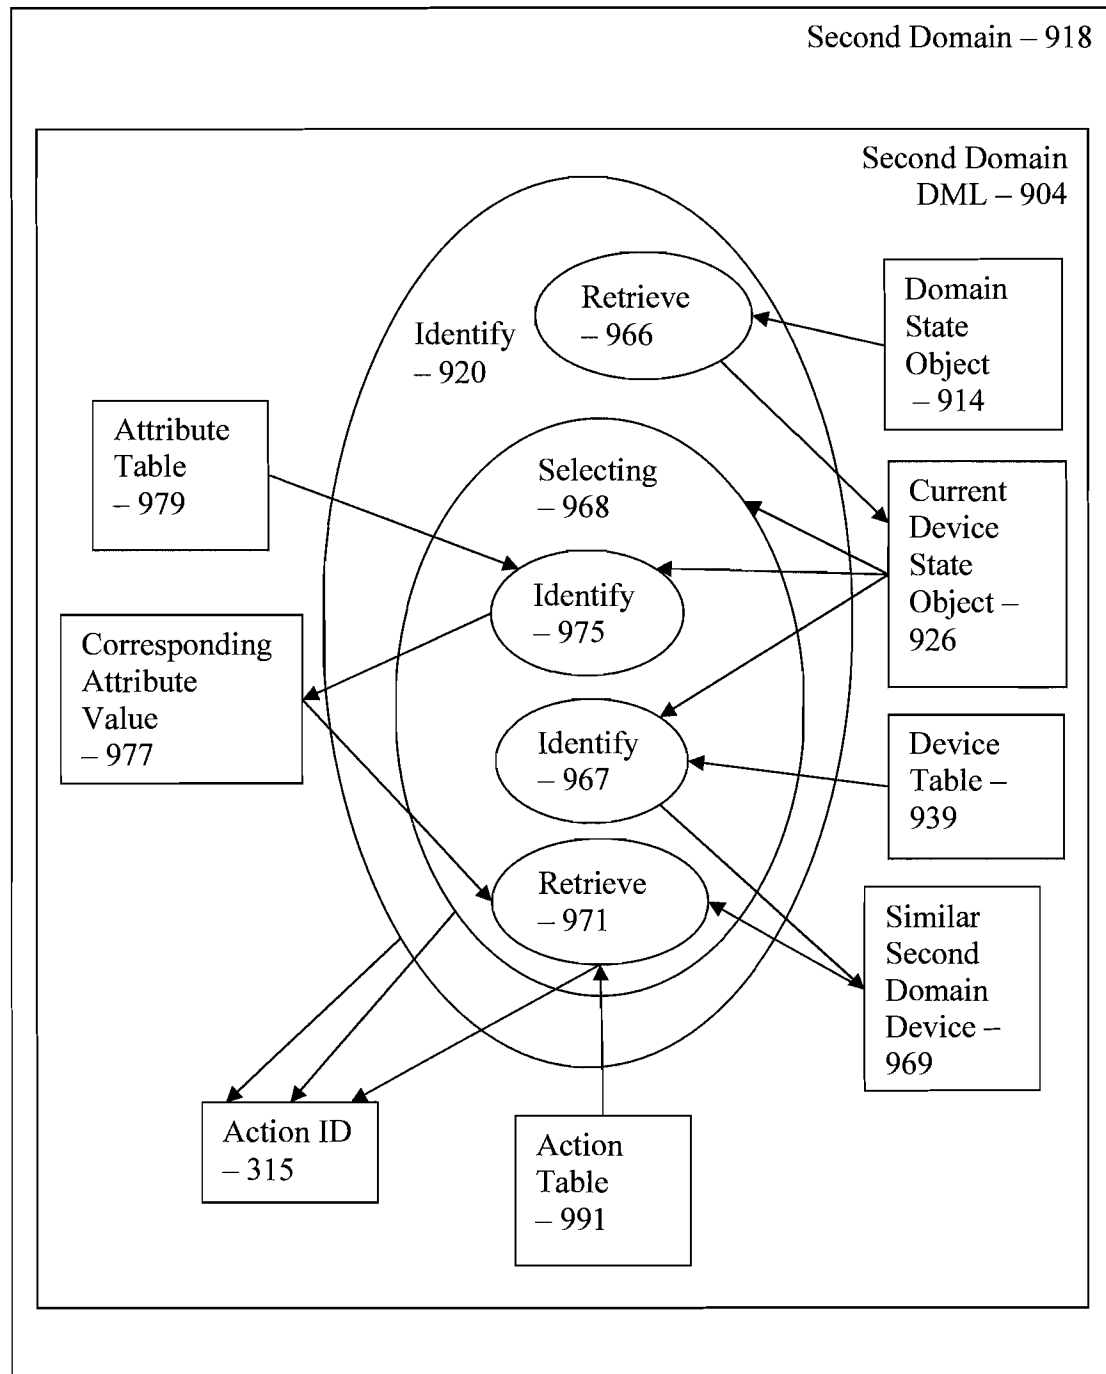 Second Domain – 918
Second Domain
DML – 904
Retrieve
– 966
Domain
State
Object
– 914
Identify
– 920
Attribute
Table
– 979
Selecting
– 968
Current
Device
State
Object –
926
Identify
– 975
Corresponding
Attribute
Value
– 977
Identify
– 967
Device
Table –
939
Retrieve
– 971
Similar
Second
Domain
Device –
969
Action ID
– 315
Action
Table
– 991